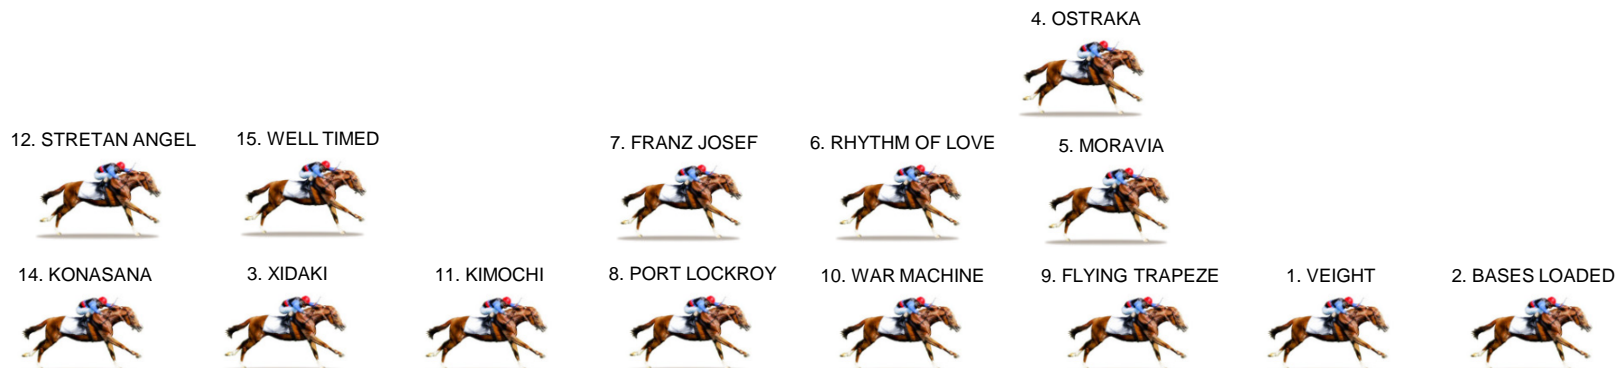 4. OSTRAKA
12. STRETAN ANGEL
15. WELL TIMED
7. FRANZ JOSEF
6. RHYTHM OF LOVE
5. MORAVIA
14. KONASANA
3. XIDAKI
11. KIMOCHI
8. PORT LOCKROY
10. WAR MACHINE
9. FLYING TRAPEZE
1. VEIGHT
2. BASES LOADED